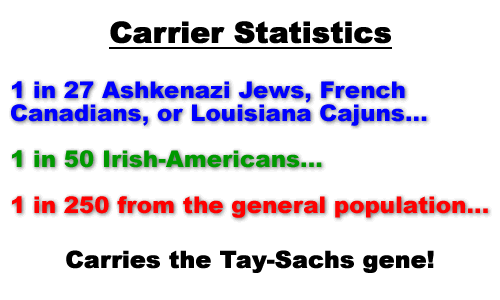 Carrier Statistics
1 in 27 Ashkenazi Jews, French
Canadians, or Louisiana Cajuns...
1 in 50 Irish-Americans...
1 in 250 from the general population...
Carries the Tay-Sachs gene!